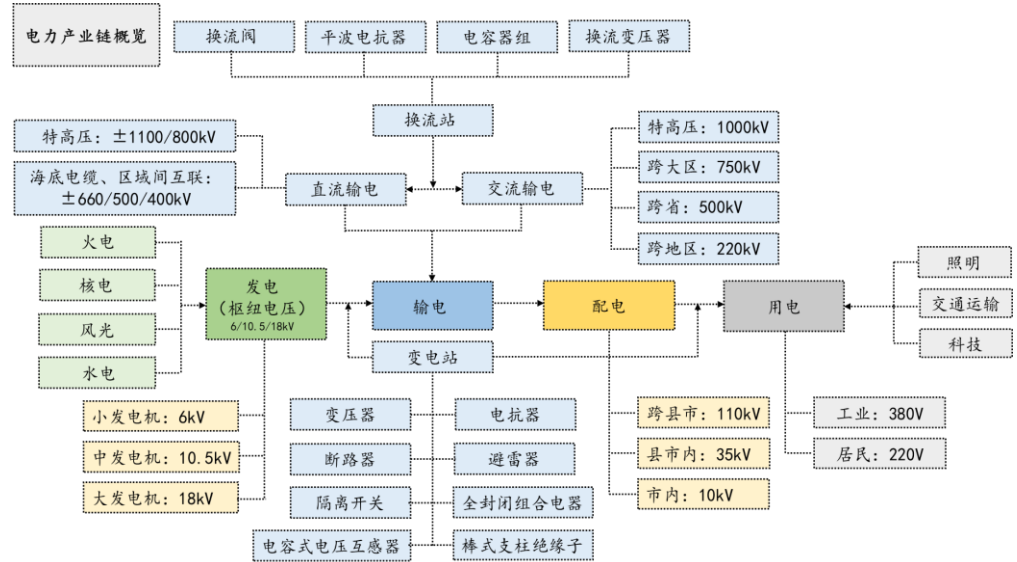 电力产业链概览
换流阀
平波电抗器
电容器组
换流变压器
换流站
特高压：±1100/800kV
海底电缆、区域间互联：
±660/500/400kV
直流输电
交流输电
特高压：1000kV
跨大区：750kV
跨省：500kV
跨地区：220kV
火电
核电
风光
水电
发电
（枢纽电压）
6/10.5/18kV
输电
配电
用电
照明
交通运输
科技
变电站
小发电机：6kV
中发电机：10.5kV
大发电机：18kV
变压器
电抗器
断路器
避雷器
隔离开关
全封闭组合电器
电容式电压互感器
棒式支柱绝缘子
跨县市：110kV
县市内：35kV
市内：10kV
工业：380V
居民：220V